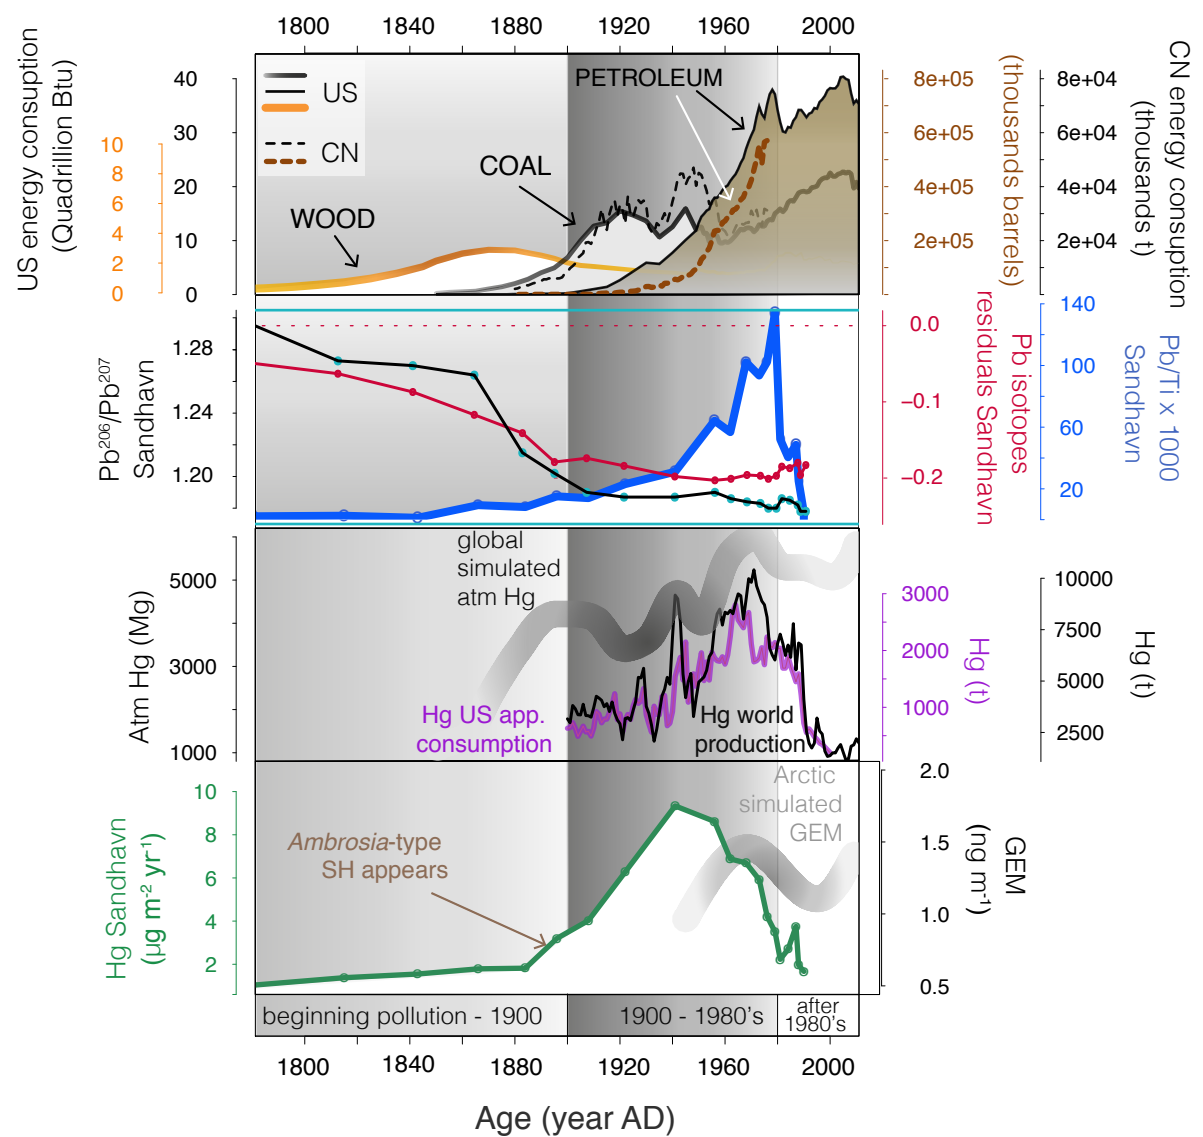 1800 1840 1880 1920 1960 2000
US energy consuption
(Quadrillion Btu)
10
8
6
4
2
0
40
30
20
10
0
US
CN
WOOD
COAL
PETROLEUM
8e+05
6e+05
4e+05
2e+05
(thousands barrels)
8e+04
6e+04
4e+04
2e+04
(thousands t)
CN energy consuption
Pb206/Pb207
Sandhavn
1.28
1.24
1.20
0.0
−0.1
−0.2
Pb isotopes
residuals Sandhavn
140
100
60
20
Pb/Ti x 1000
Sandhavn
Atm Hg (Mg)
5000
3000
1000
global
simulated
atm Hg
Hg US app.
consumption
Hg world
production
3000
2000
1000
Hg (t)
10000
7500
5000
2500
Hg (t)
Hg Sandhavn
(µg m-2 yr-1)
10
8
6
4
2
Ambrosia-type
SH appears
Arctic
simulated
GEM
2.0
1.5
1.0
0.5
GEM
(ng m-1)
beginning pollution - 1900
1900 - 1980's
after
1980's
1800 1840 1880 1920 1960 2000
Age (year AD)